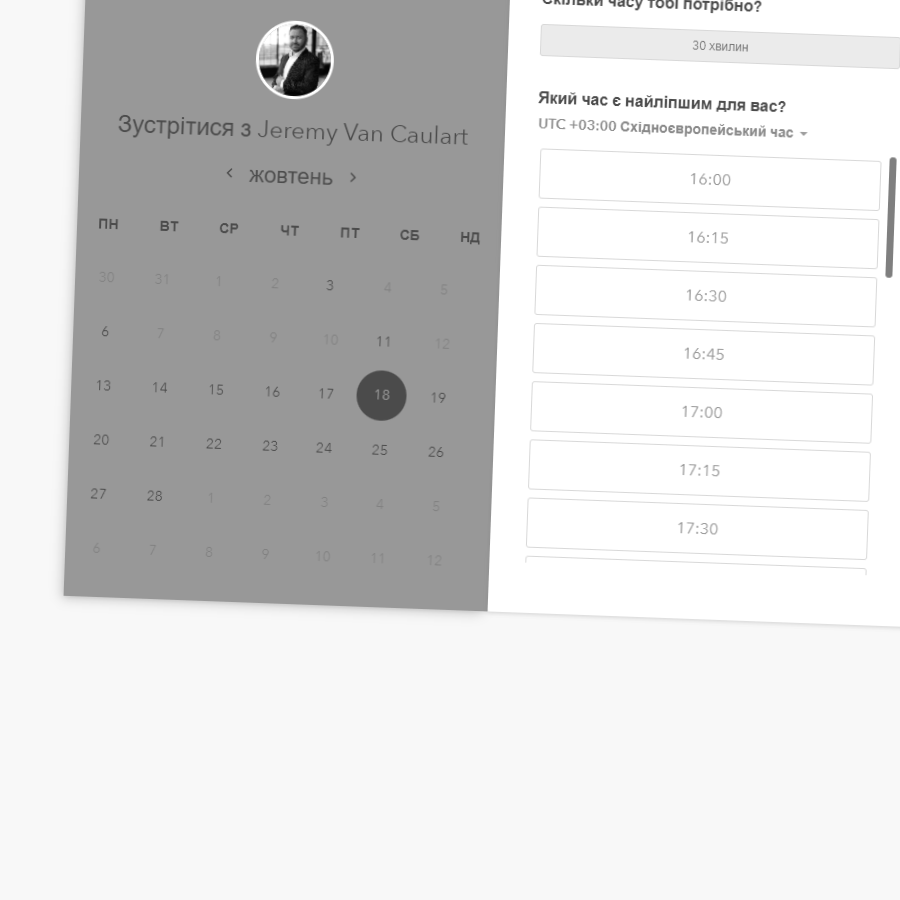 Зустрітися з Jeremy Van Caulart
жовтень
ПН ВТ СР ЧТ ПТ СБ НД
30 31 1 2 3 4 5
6 7 8 9 10 11 12
13 14 15 16 17 18 19
20 21 22 23 24 25 26
27 28 1 2 3 4 5
6 7 8 9 10 11 12
Скільки часу тобі потрібно?
30 хвилин
Який час є найліпшим для вас?
UTC +03:00 Східноєвропейський час
16:00
16:15
16:30
16:45
17:00
17:15
17:30